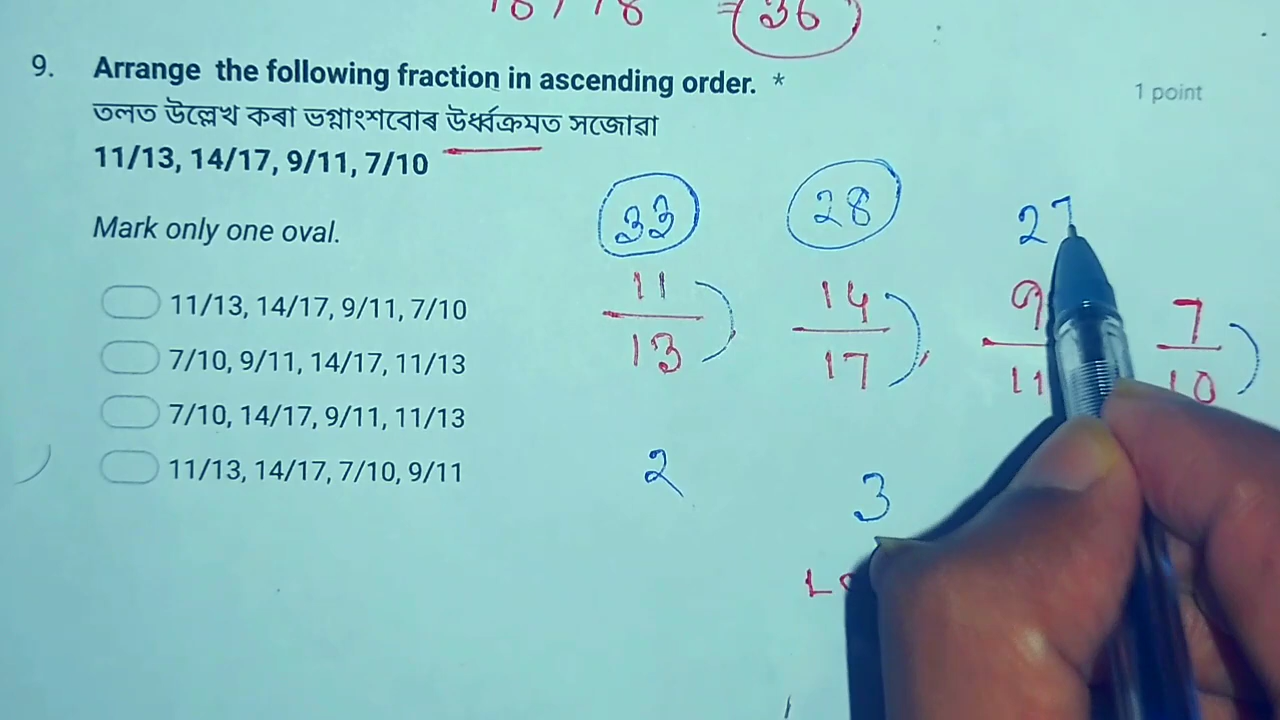 18 / 18 = 36
9. Arrange the following fraction in ascending order. *
1 point
তলত উল্লেখ কৰা ভগ্নাংশবোৰ উৰ্ধ্বক্ৰমত সজোৱা
11/13, 14/17, 9/11, 7/10
Mark only one oval.
11/13, 14/17, 9/11, 7/10
7/10, 9/11, 14/17, 11/13
7/10, 14/17, 9/11, 11/13
11/13, 14/17, 7/10, 9/11
33 28 27
11 14 9 7
13 17 11 10
2 3